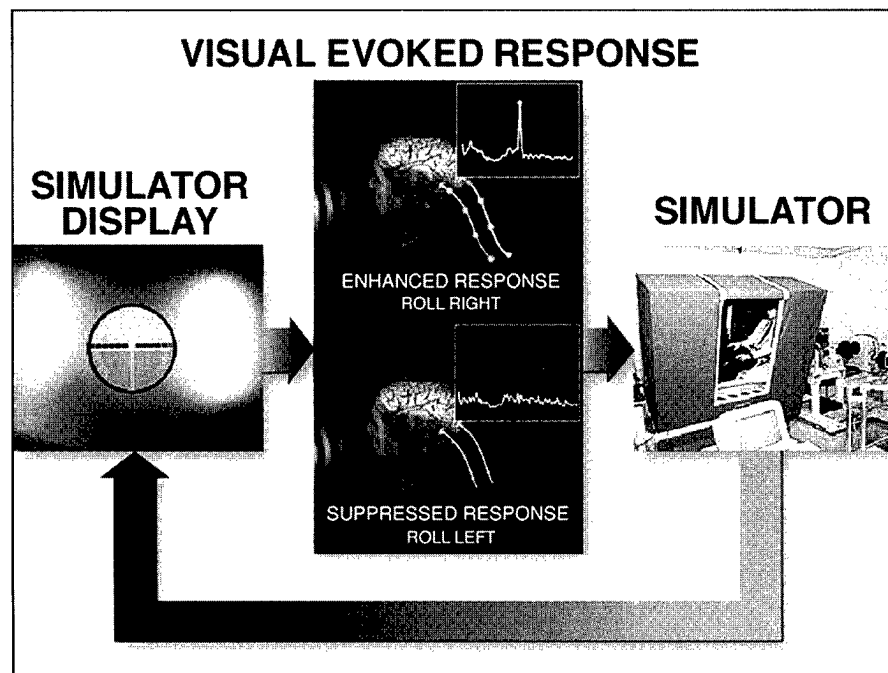 VISUAL EVOKED RESPONSE
SIMULATOR
DISPLAY
ENHANCED RESPONSE
ROLL RIGHT
SUPPRESSED RESPONSE
ROLL LEFT
SIMULATOR